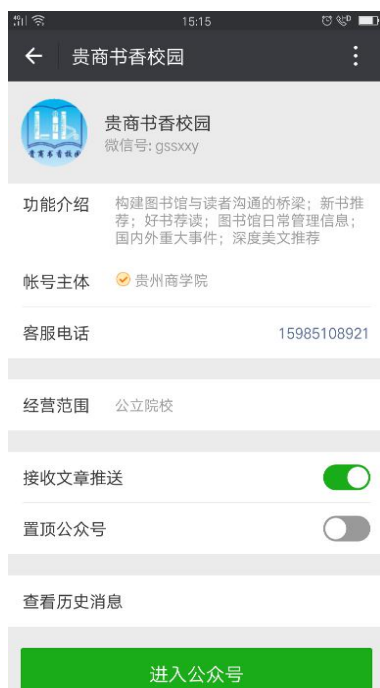 15:15
贵商书香校园
贵商书香校园
微信号: gssxxy
功能介绍
构建图书馆与读者沟通的桥梁；新书推
荐；好书荐读；图书馆日常管理信息；
国内外重大事件；深度美文推荐
帐号主体
贵州商学院
客服电话
15985108921
经营范围
公立院校
接收文章推送
置顶公众号
查看历史消息
进入公众号